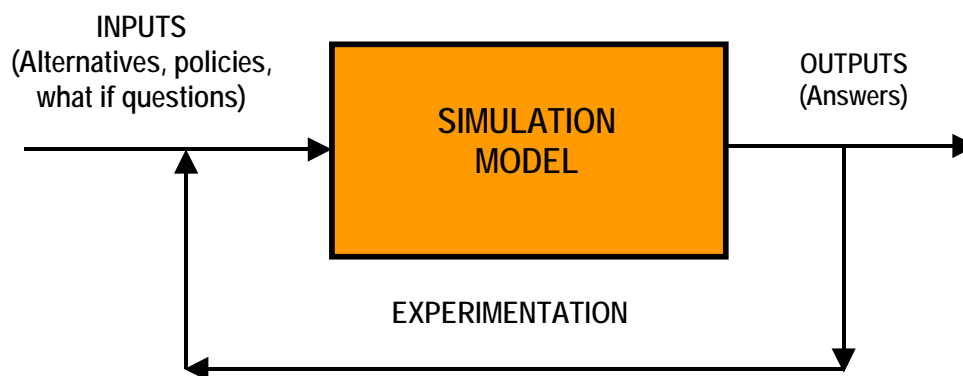 INPUTS
(Alternatives, policies,
what if questions)
SIMULATION
MODEL
OUTPUTS
(Answers)
EXPERIMENTATION